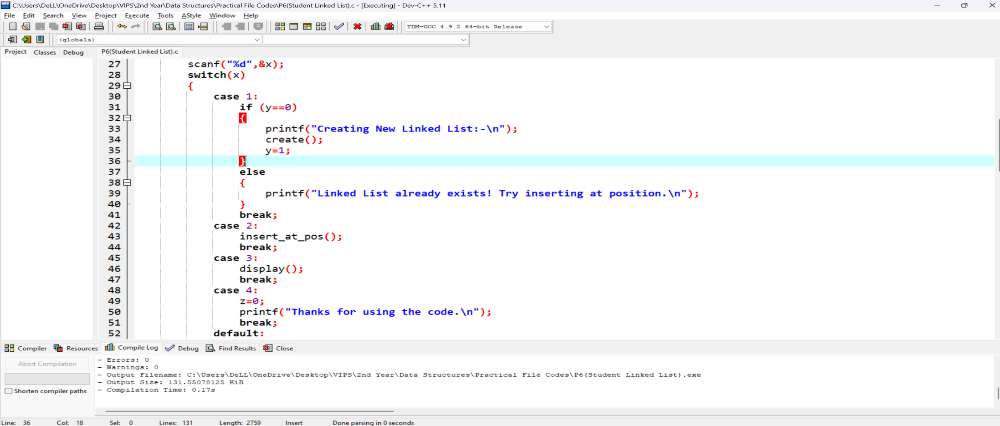 C:\Users\DeLL\OneDrive\Desktop\VIPS\2nd Year\Data Structures\Practical File Codes\P6(Student Linked List).c - [Executing] - Dev-C++ 5.11
File Edit Search View Project Execute Tools AStyle Window Help
TDM-GCC 4.9.2 64-bit Release
(globals)
Project Classes Debug P6(Student Linked List).c
27 scanf("%d",&x);
28 switch(x)
29 {
30 case 1:
31 if (y==0)
32 {
33 printf("Creating New Linked List:-\n");
34 create();
35 y=1;
36 }
37 else
38 {
39 printf("Linked List already exists! Try inserting at position.\n");
40 }
41 break;
42 case 2:
43 insert_at_pos();
44 break;
45 case 3:
46 display();
47 break;
48 case 4:
49 z=0;
50 printf("Thanks for using the code.\n");
51 break;
52 default:
Compiler Resources Compile Log Debug Find Results Close
Abort Compilation
Shorten compiler paths
- Errors: 0
- Warnings: 0
- Output Filename: C:\Users\DeLL\OneDrive\Desktop\VIPS\2nd Year\Data Structures\Practical File Codes\P6(Student Linked List).exe
- Output Size: 131.55078125 KiB
- Compilation Time: 0.17s
Line: 36 Col: 18 Sel: 0 Lines: 131 Length: 2759 Insert Done parsing in 0 seconds